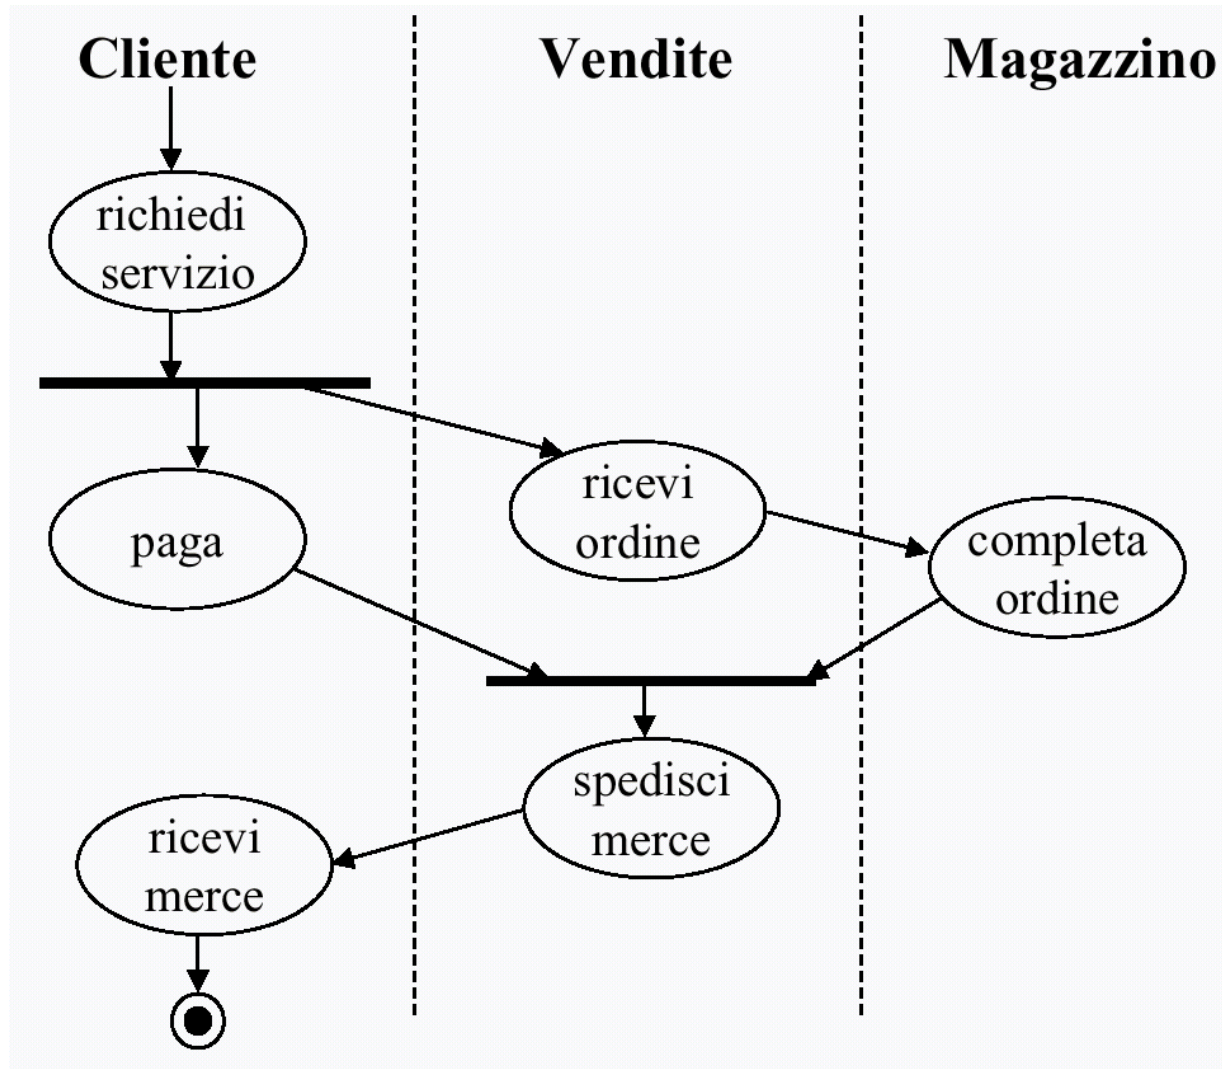 Cliente
Vendite
Magazzino
richiedi
servizio
paga
ricevi
ordine
completa
ordine
spedisci
merce
ricevi
merce